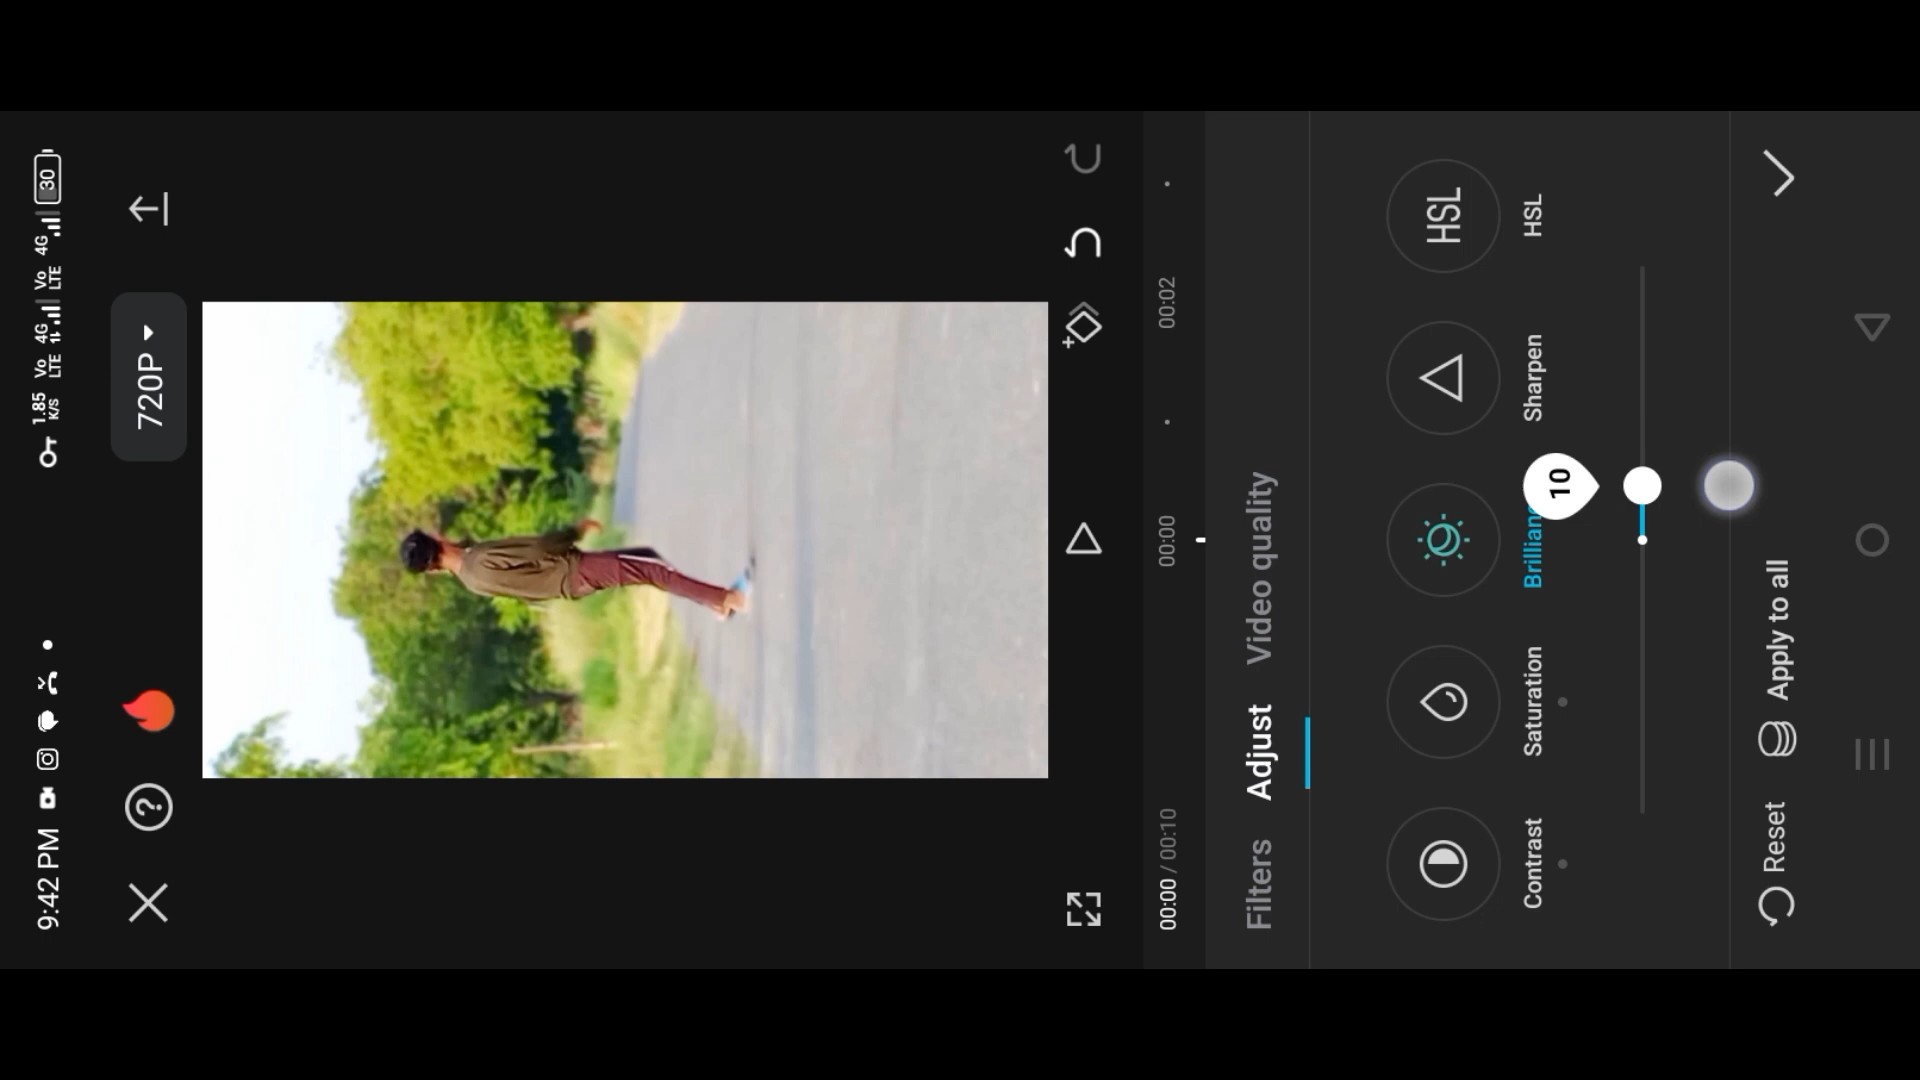 9:42 PM
1.85 K/S Vo LTE 4G Vo LTE 4G 30
720P
00:00 / 00:10 00:00 00:02
Filters Adjust Video quality
HSL
Contrast Saturation Brillian Sharpen HSL
10
Reset Apply to all